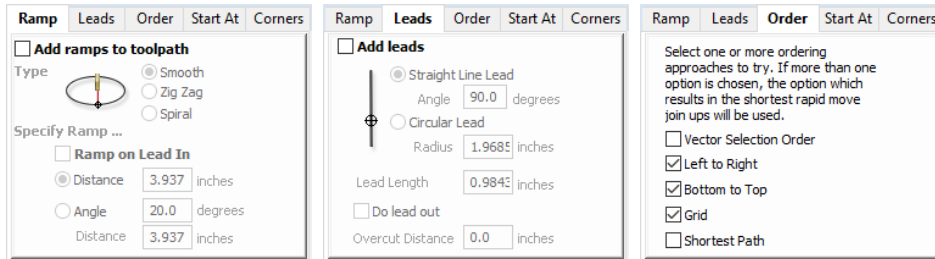 Ramp Leads Order Start At Corners
Add ramps to toolpath
Type
Smooth
Zig Zag
Spiral
Specify Ramp ...
Ramp on Lead In
Distance 3.937 inches
Angle 20.0 degrees
Distance 3.937 inches
Ramp Leads Order Start At Corners
Add leads
Straight Line Lead
Angle 90.0 degrees
Circular Lead
Radius 1.9685 inches
Lead Length 0.9843 inches
Do lead out
Overcut Distance 0.0 inches
Ramp Leads Order Start At Corners
Select one or more ordering
approaches to try. If more than one
option is chosen, the option which
results in the shortest rapid move
join ups will be used.
Vector Selection Order
Left to Right
Bottom to Top
Grid
Shortest Path